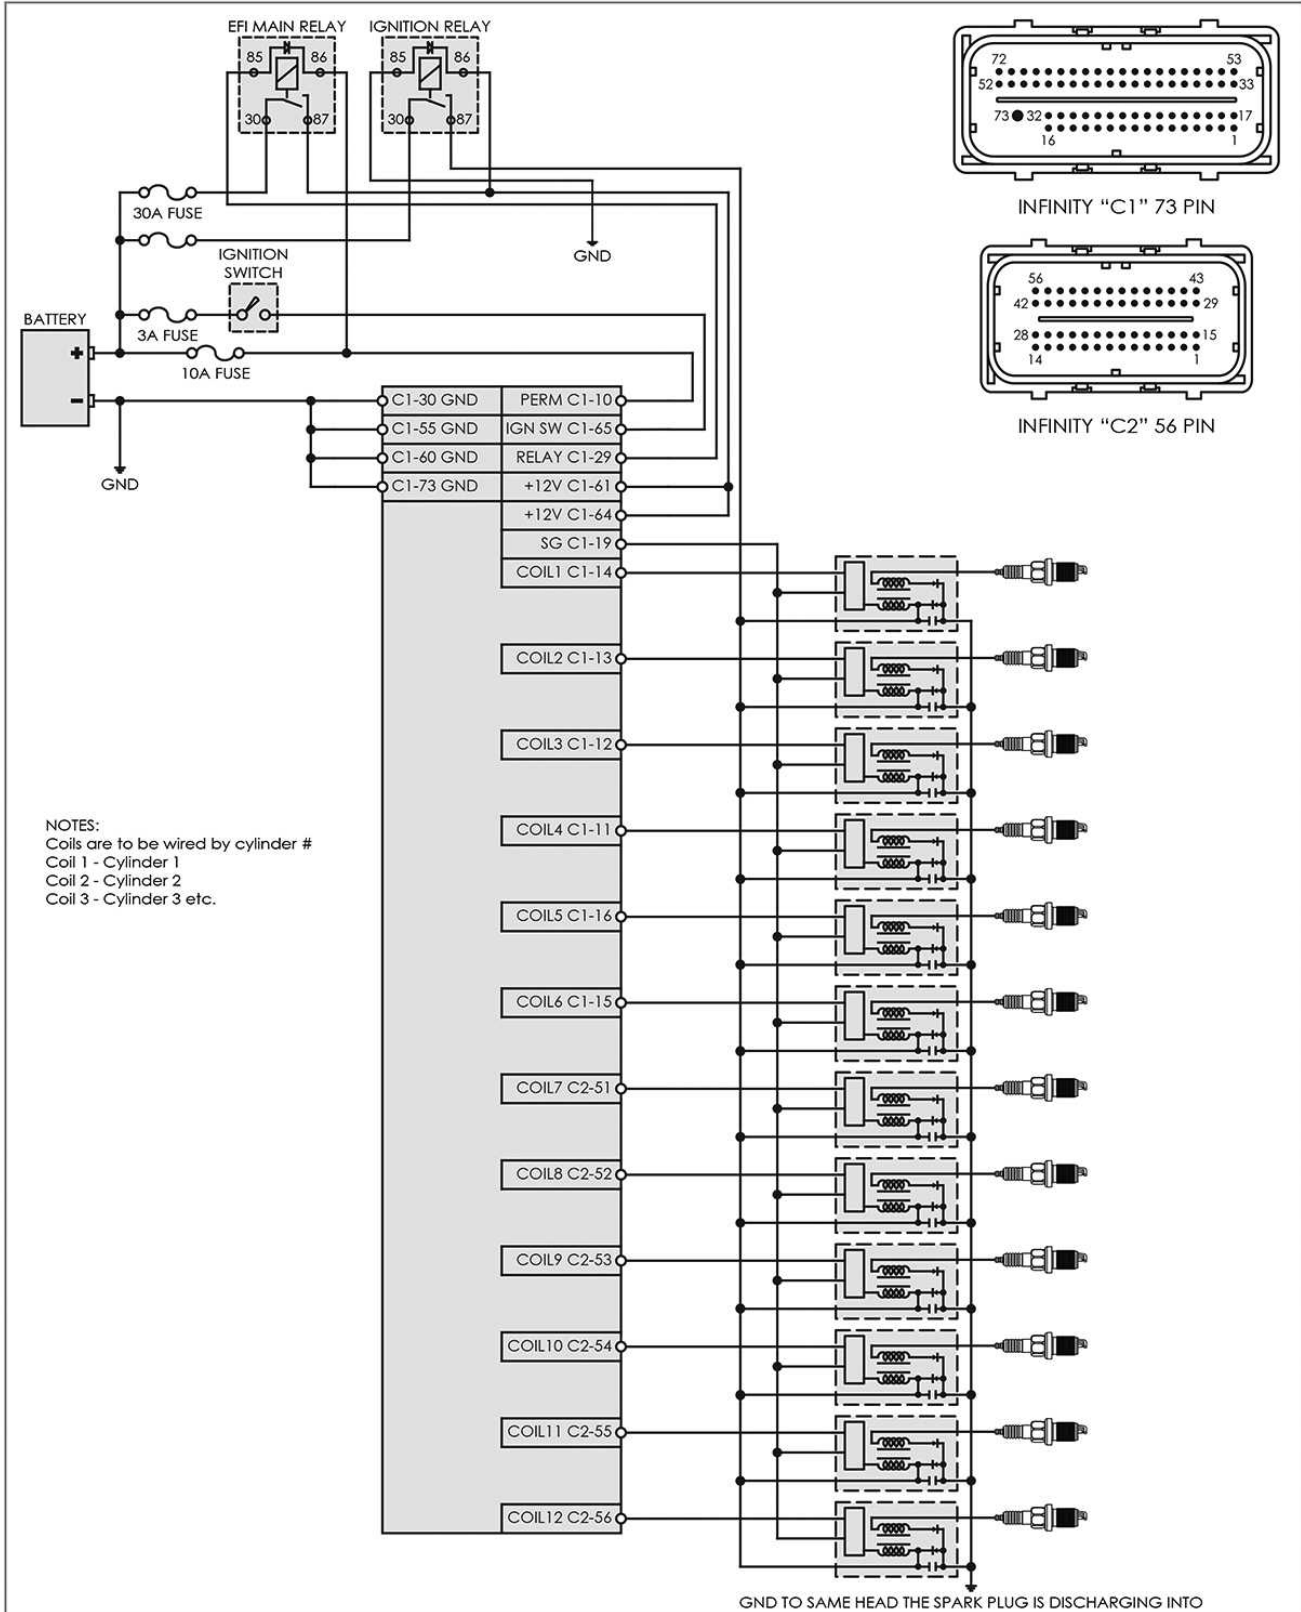 EFI MAIN RELAY
IGNITION RELAY
85
86
85
86
30
87
30
87
30A FUSE
GND
IGNITION
SWITCH
3A FUSE
10A FUSE
BATTERY
+
-
GND
72
53
52
33
73
32
17
16
1
INFINITY “C1” 73 PIN
56
43
42
29
28
15
14
1
INFINITY “C2” 56 PIN
C1-30 GND
PERM C1-10
C1-55 GND
IGN SW C1-65
C1-60 GND
RELAY C1-29
C1-73 GND
+12V C1-61
+12V C1-64
SG C1-19
COIL1 C1-14
COIL2 C1-13
COIL3 C1-12
COIL4 C1-11
COIL5 C1-16
COIL6 C1-15
COIL7 C2-51
COIL8 C2-52
COIL9 C2-53
COIL10 C2-54
COIL11 C2-55
COIL12 C2-56
NOTES:
Coils are to be wired by cylinder #
Coil 1 - Cylinder 1
Coil 2 - Cylinder 2
Coil 3 - Cylinder 3 etc.
GND TO SAME HEAD THE SPARK PLUG IS DISCHARGING INTO